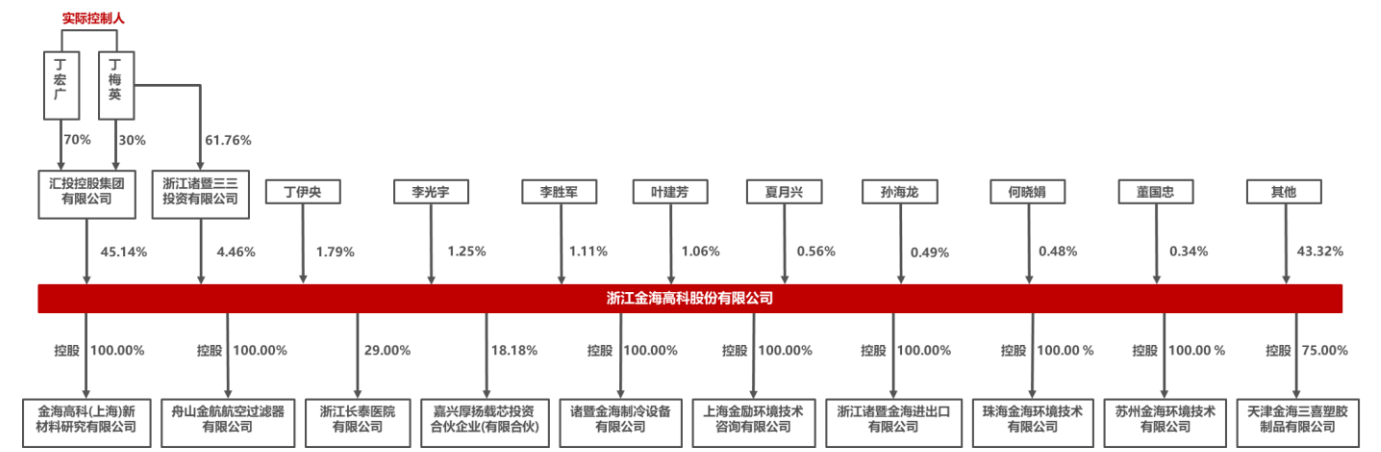 实际控制人
丁
宏
广
丁
梅
英
70%
30%
61.76%
汇投控股集团
有限公司
浙江诸暨三三
投资有限公司
丁伊央
李光宇
李胜军
叶建芳
夏月兴
孙海龙
何晓娟
董国忠
其他
45.14%
4.46%
1.79%
1.25%
1.11%
1.06%
0.56%
0.49%
0.48%
0.34%
43.32%
浙江金海高科股份有限公司
控股 100.00%
控股 100.00%
29.00%
18.18%
控股 100.00%
控股 100.00%
控股 100.00%
控股 100.00 %
控股 100.00 %
控股 75.00%
金海高科(上海)新
材料研究有限公司
舟山金航航空过滤器
有限公司
浙江长泰医院
有限公司
嘉兴厚扬载芯投资
合伙企业(有限合伙)
诸暨金海制冷设备
有限公司
上海金励环境技术
咨询有限公司
浙江诸暨金海进出口
有限公司
珠海金海环境技术
有限公司
苏州金海环境技术
有限公司
天津金海三喜塑胶
制品有限公司